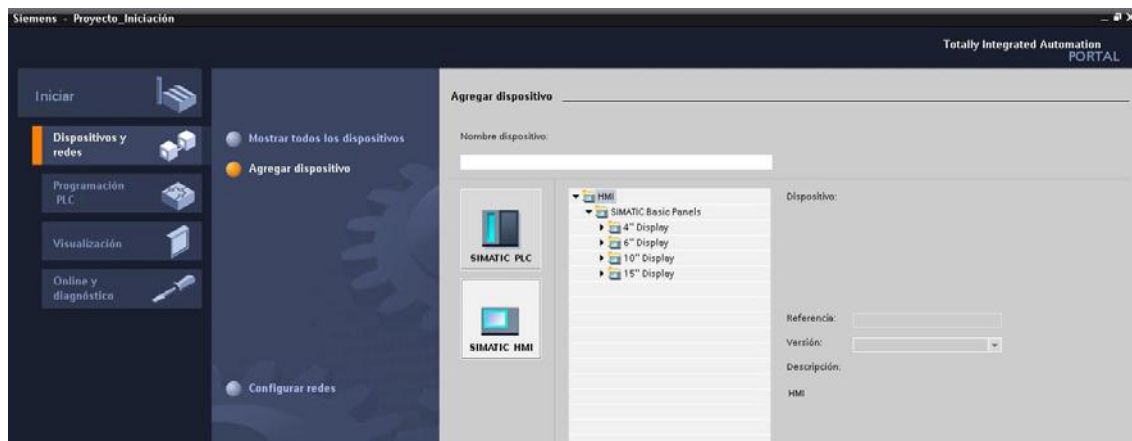 Siemens - Proyecto_Iniciación
Totally Integrated Automation
PORTAL
Iniciar
Dispositivos y
redes
Programación
PLC
Visualización
Online y
diagnóstico
Mostrar todos los dispositivos
Agregar dispositivo
Configurar redes
Agregar dispositivo
Nombre dispositivo:
SIMATIC PLC
SIMATIC HMI
HMI
SIMATIC Basic Panels
4" Display
6" Display
10" Display
15" Display
Dispositivo:
Referencia:
Versión:
Descripción:
HMI